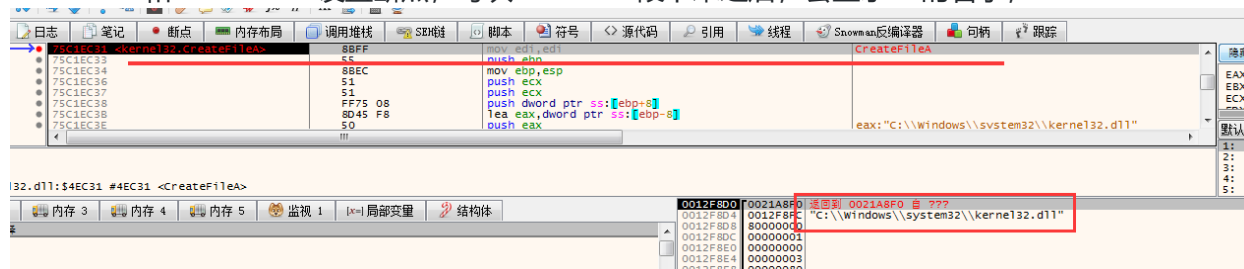 日志 笔记 断点 内存布局 调用堆栈 SEH链 脚本 符号 源代码 引用 线程 Snowman反编译器 句柄 跟踪
75C1EC31 <kernel32.CreateFileA> 8BFF mov edi,edi CreateFileA
75C1EC33 55 push ebp
75C1EC34 8BEC mov ebp,esp
75C1EC36 51 push ecx
75C1EC37 51 push ecx
75C1EC38 FF75 08 push dword ptr ss:[ebp+8]
75C1EC3B 8D45 F8 lea eax,dword ptr ss:[ebp-8]
75C1EC3E 50 push eax eax:"C:\\Windows\\system32\\kernel32.dll"
EAX
EBX
ECX
默认
1:
2:
3:
4:
5:
32.dll:$4EC31 #4EC31 <CreateFileA>
内存 3 内存 4 内存 5 监视 1 [x=] 局部变量 结构体
0012F8D0 0021A8F0 返回到 0021A8F0 自 ???
0012F8D4 0012F8FC "C:\\Windows\\system32\\kernel32.dll"
0012F8D8 80000000
0012F8DC 00000001
0012F8E0 00000000
0012F8E4 00000003